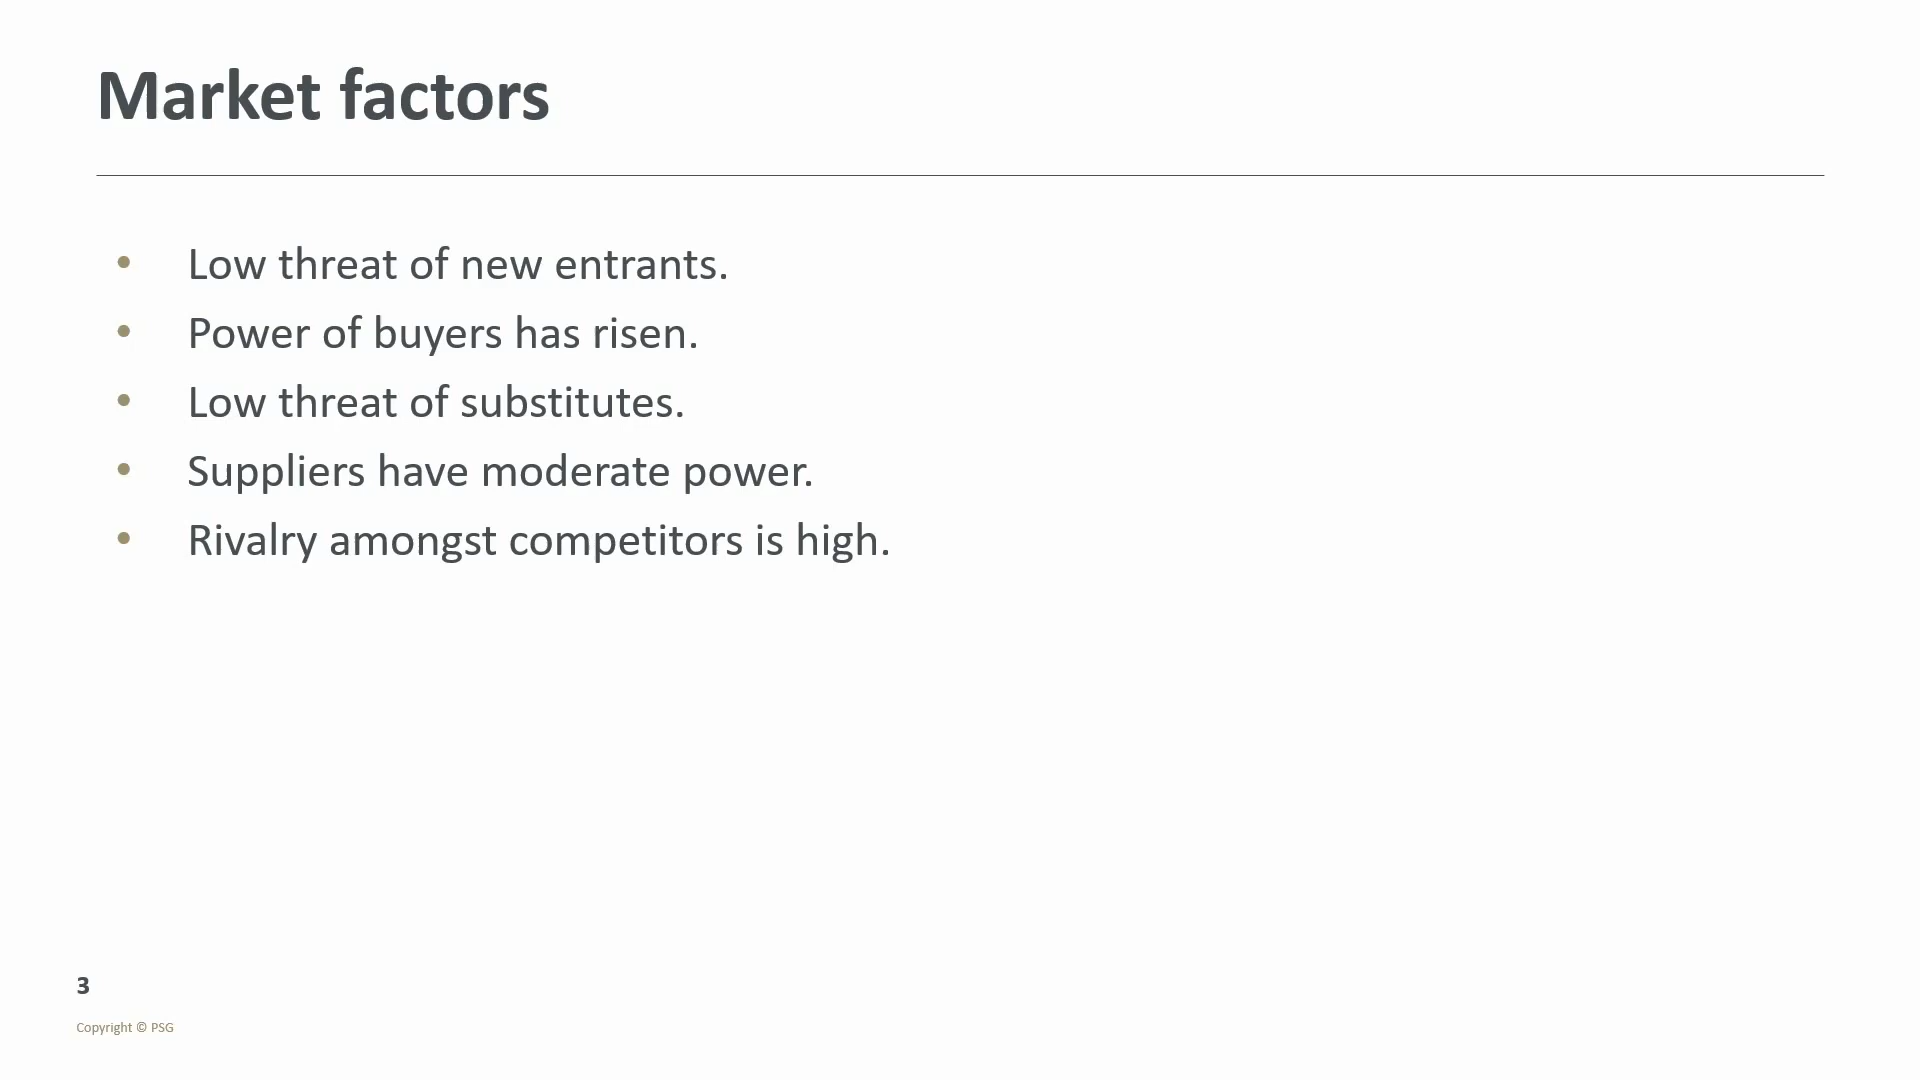 Market factors
• Low threat of new entrants.
• Power of buyers has risen.
• Low threat of substitutes.
• Suppliers have moderate power.
• Rivalry amongst competitors is high.
3
Copyright © PSG